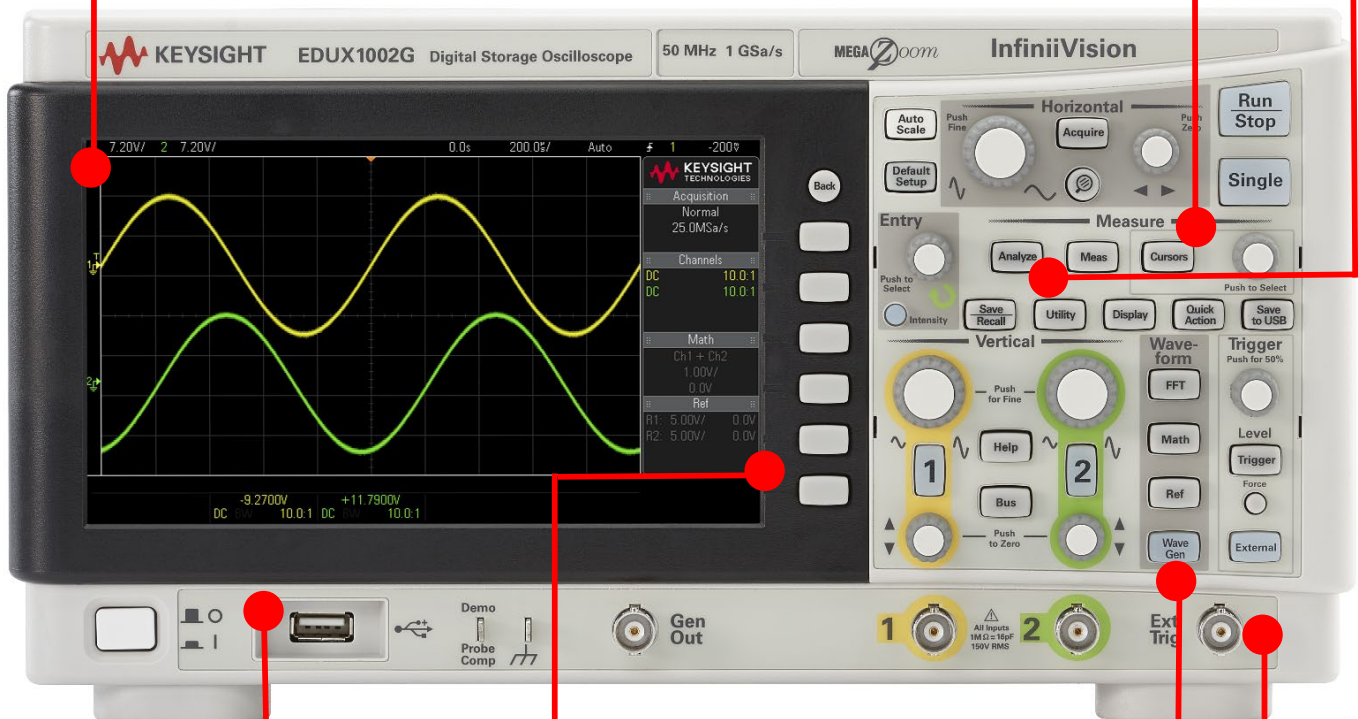 KEYSIGHT EDUX1002G Digital Storage Oscilloscope 50 MHz 1 GSa/s MEGA Zoom InfiniiVision
7.20V/ 2 7.20V/ 0.0s 200.0 Auto 1 -200
KEYSIGHT
TECHNOLOGIES
Acquisition
Normal
25.0MSa/s
Channels
DC 10.0:1
DC 10.0:1
Math
Ch1 + Ch2
1.00V/
0.0V
Ref
R1: 5.00V/ 0.0V
R2: 5.00V/ 0.0V
T
1
2
-9.2700V +11.7900V
DC BW 10.0:1 DC BW 10.0:1
Back
Auto
Scale
Default
Setup
Horizontal
Push
Fine
Acquire
Push
Zero
Run
Stop
Single
Entry
Push to
Select
Intensity
Measure
Analyze Meas Cursors
Push to Select
Save
Recall
Utility
Display
Quick
Action
Save
to USB
Vertical
Push
for Fine
1
Help
2
Bus
Push
to Zero
Wave-
form
FFT
Math
Ref
Wave
Gen
Trigger
Push for 50%
Level
Trigger
Force
External
Demo
Probe
Comp
Gen
Out
1
All Inputs
1MΩ = 16pF
150V RMS
2
Ext
Trig